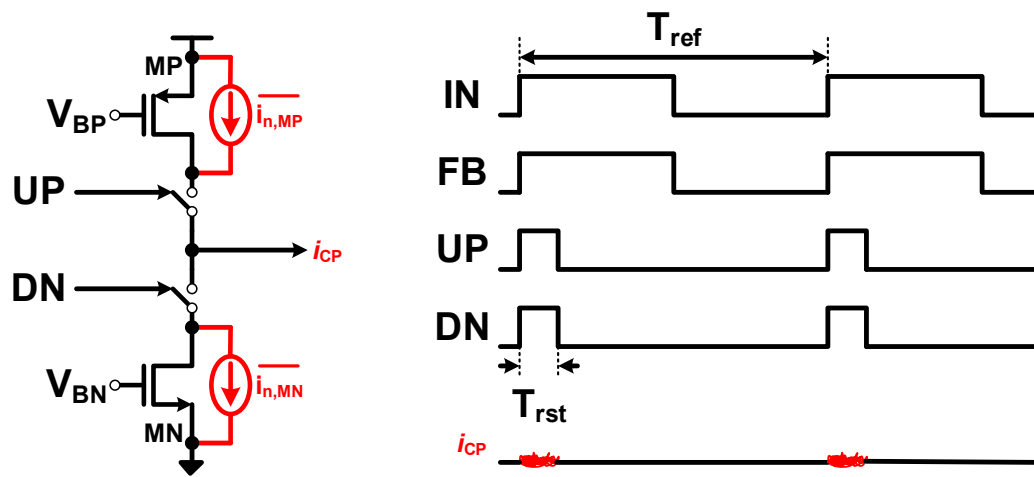 MP
V_BP
i_n,MP
UP
i_CP
DN
V_BN
i_n,MN
MN
T_ref
IN
FB
UP
DN
T_rst
i_CP